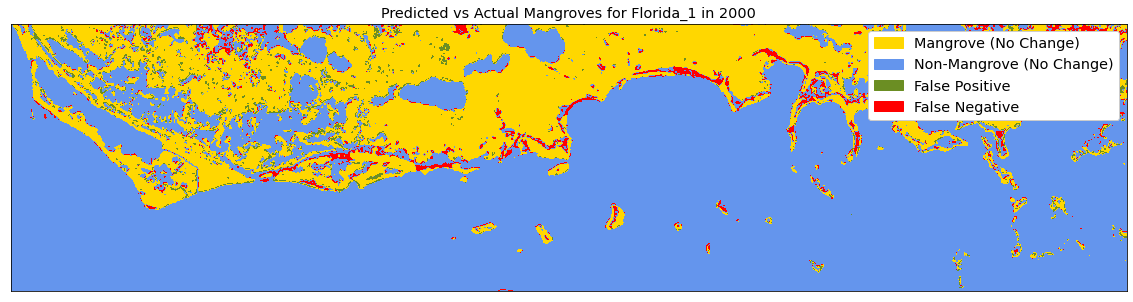 Predicted vs Actual Mangroves for Florida_1 in 2000
Mangrove (No Change)
Non-Mangrove (No Change)
False Positive
False Negative